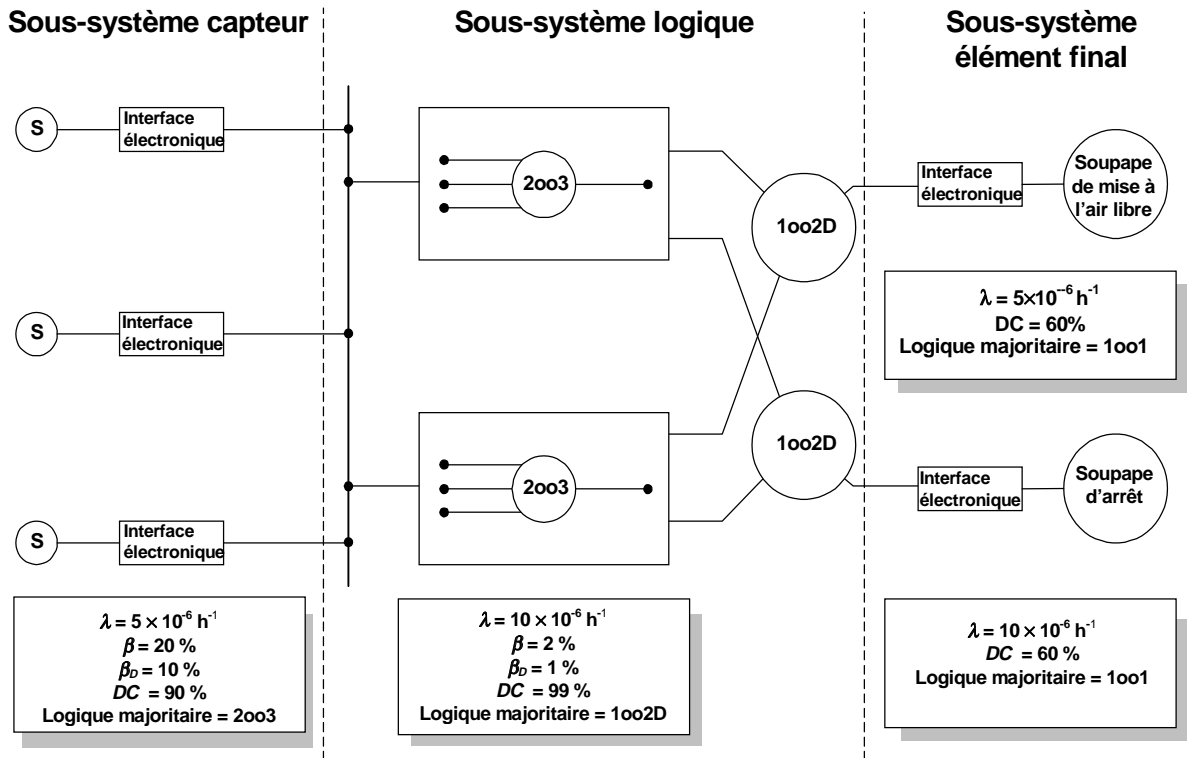 Sous-système capteur
Sous-système logique
Sous-système
élément final
S
Interface
électronique
S
Interface
électronique
S
Interface
électronique
λ = 5 × 10⁻⁶ h⁻¹
β = 20 %
β_D = 10 %
DC = 90 %
Logique majoritaire = 2oo3
2oo3
2oo3
1oo2D
1oo2D
λ = 10 × 10⁻⁶ h⁻¹
β = 2 %
β_D = 1 %
DC = 99 %
Logique majoritaire = 1oo2D
Interface
électronique
Soupape
de mise à
l'air libre
λ = 5×10⁻⁻⁶ h⁻¹
DC = 60%
Logique majoritaire = 1oo1
Interface
électronique
Soupape
d'arrêt
λ = 10 × 10⁻⁶ h⁻¹
DC = 60 %
Logique majoritaire = 1oo1